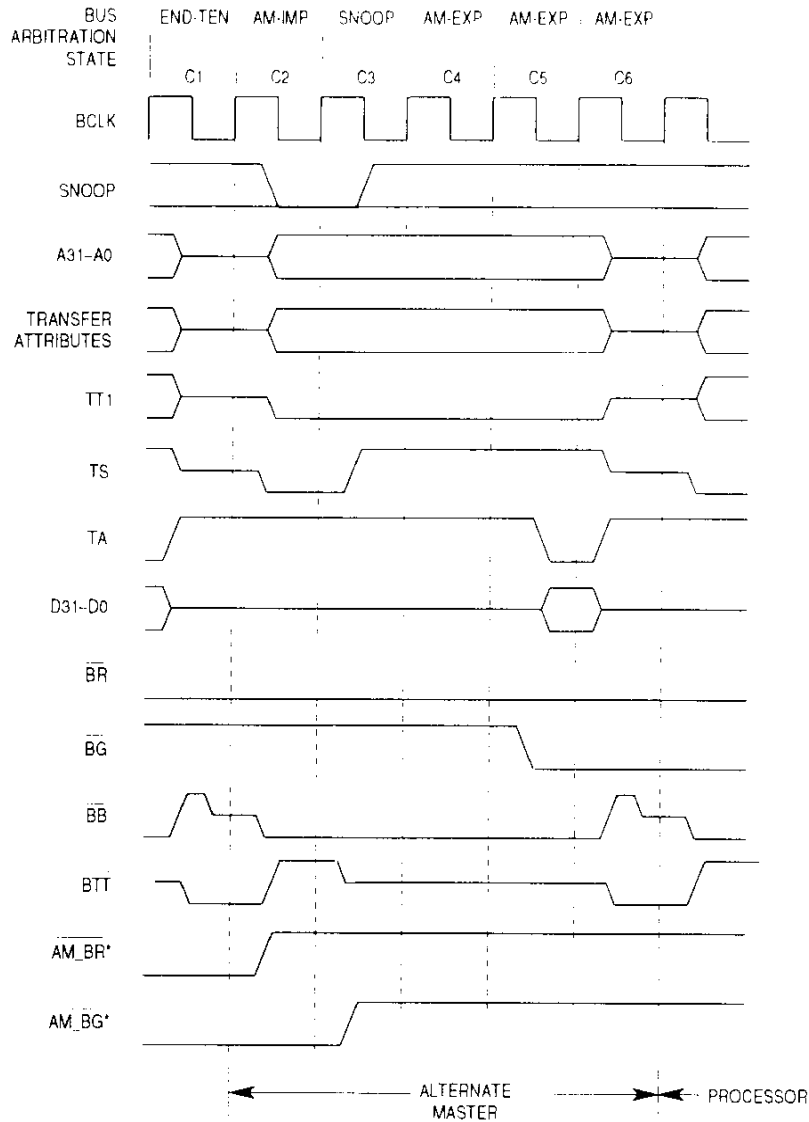 BUS
ARBITRATION
STATE
END-TEN AM-IMP SNOOP AM-EXP AM-EXP AM-EXP
C1 C2 C3 C4 C5 C6
BCLK
SNOOP
A31–A0
TRANSFER
ATTRIBUTES
TT1
TS
TA
D31–D0
BR
BG
BB
BTT
AM_BR*
AM_BG*
ALTERNATE
MASTER
PROCESSOR